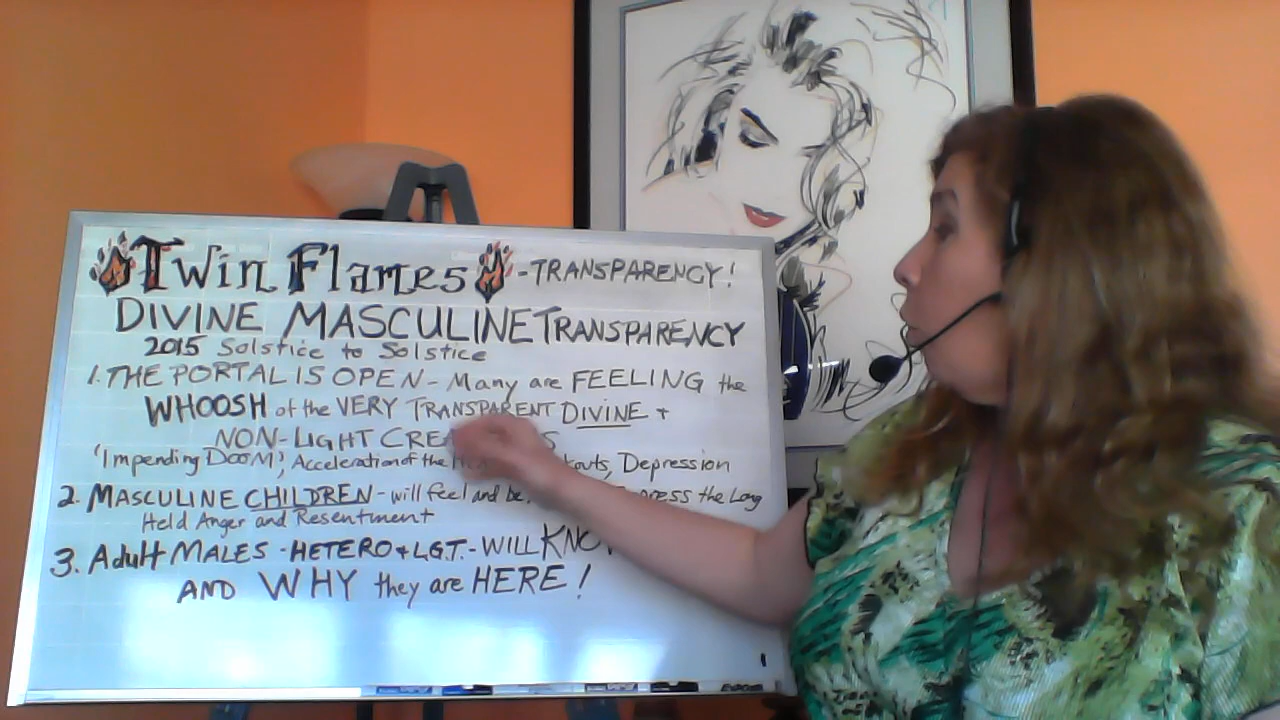 Twin Flames - TRANSPARENCY!
DIVINE MASCULINE TRANSPARENCY
2015 Solstice to Solstice
1. THE PORTAL IS OPEN - Many are FEELING the
WHOOSH of the VERY TRANSPARENT DIVINE +
NON-LIGHT
'Impending DOOM', Acceleration of the Depression
2. MASCULINE CHILDREN - will feel and the Long
Held Anger and Resentment
3. Adult MALES - HETERO + L.G.T. - WILL
AND WHY they are HERE!